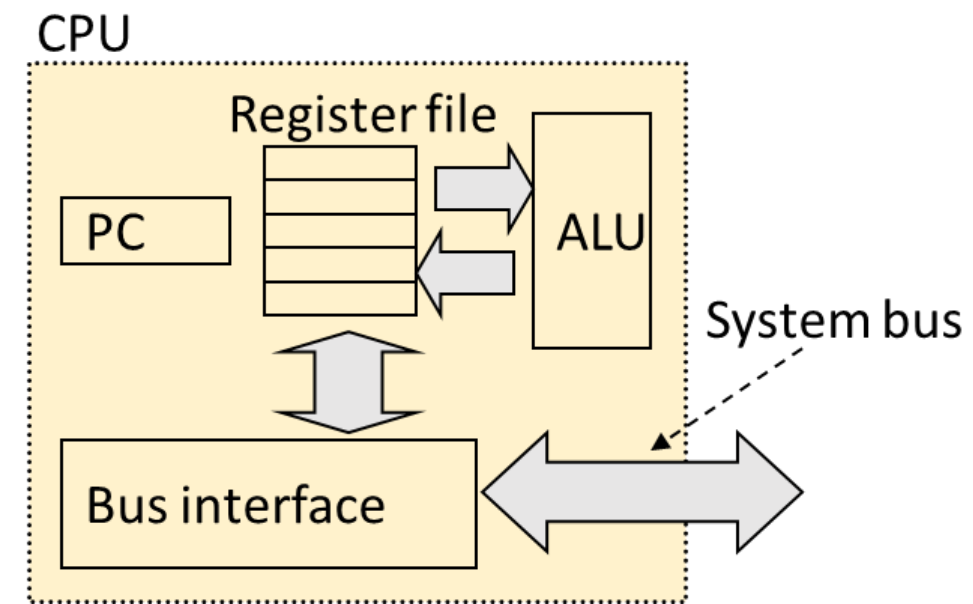 CPU
Register file
PC
ALU
System bus
Bus interface